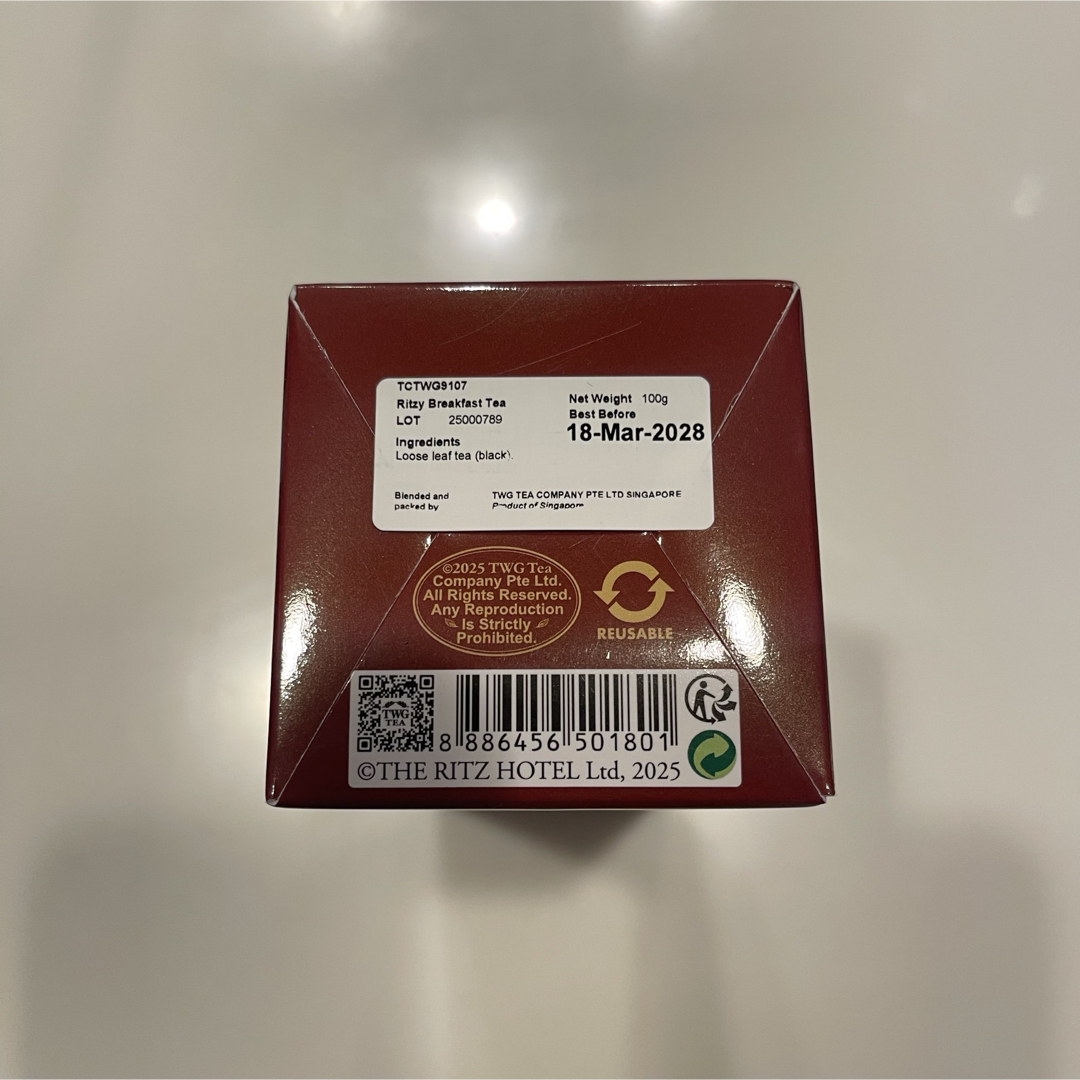 TCTWG9107
Ritzy Breakfast Tea
LOT 25000789
Ingredients
Loose leaf tea (black).
Net Weight 100g
Best Before
18-Mar-2028
Blended and
packed by
TWG TEA COMPANY PTE LTD SINGAPORE
Product of Singapore
©2025 TWG Tea
Company Pte Ltd.
All Rights Reserved.
Any Reproduction
Is Strictly
Prohibited.
REUSABLE
TWG
TEA
8 886456 501801
©THE RITZ HOTEL Ltd, 2025